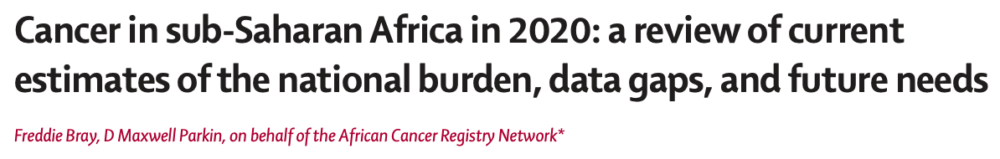 Cancer in sub-Saharan Africa in 2020: a review of current
estimates of the national burden, data gaps, and future needs
Freddie Bray, D Maxwell Parkin, on behalf of the African Cancer Registry Network*